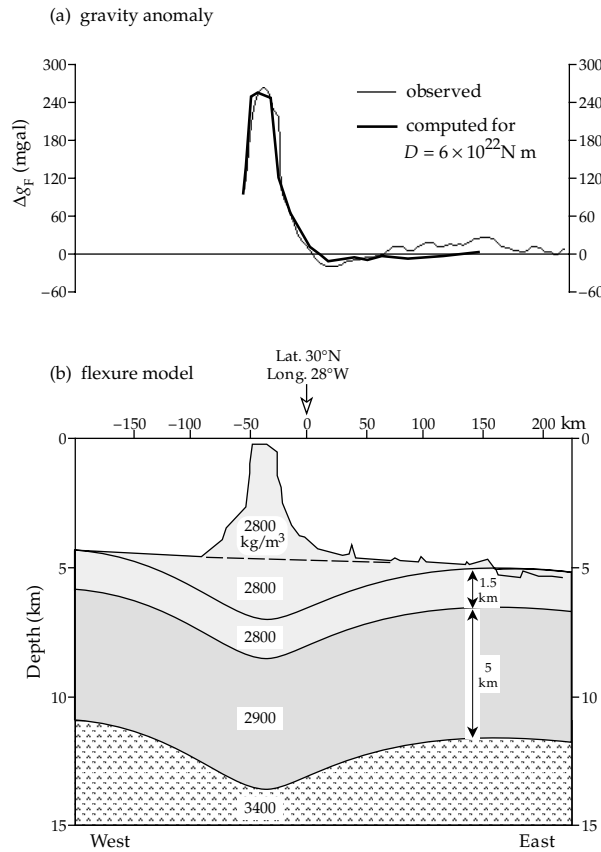 (a) gravity anomaly
300
240
180
120
60
0
−60
Δg_F (mgal)
observed
computed for
D = 6 × 10²² N m
300
240
180
120
60
0
−60
Lat. 30°N
Long. 28°W
(b) flexure model
−150 −100 −50 0 50 100 150 200 km
0
5
10
15
Depth (km)
0
5
10
15
2800
kg/m³
2800
2800
2900
3400
1.5
km
5
km
West East